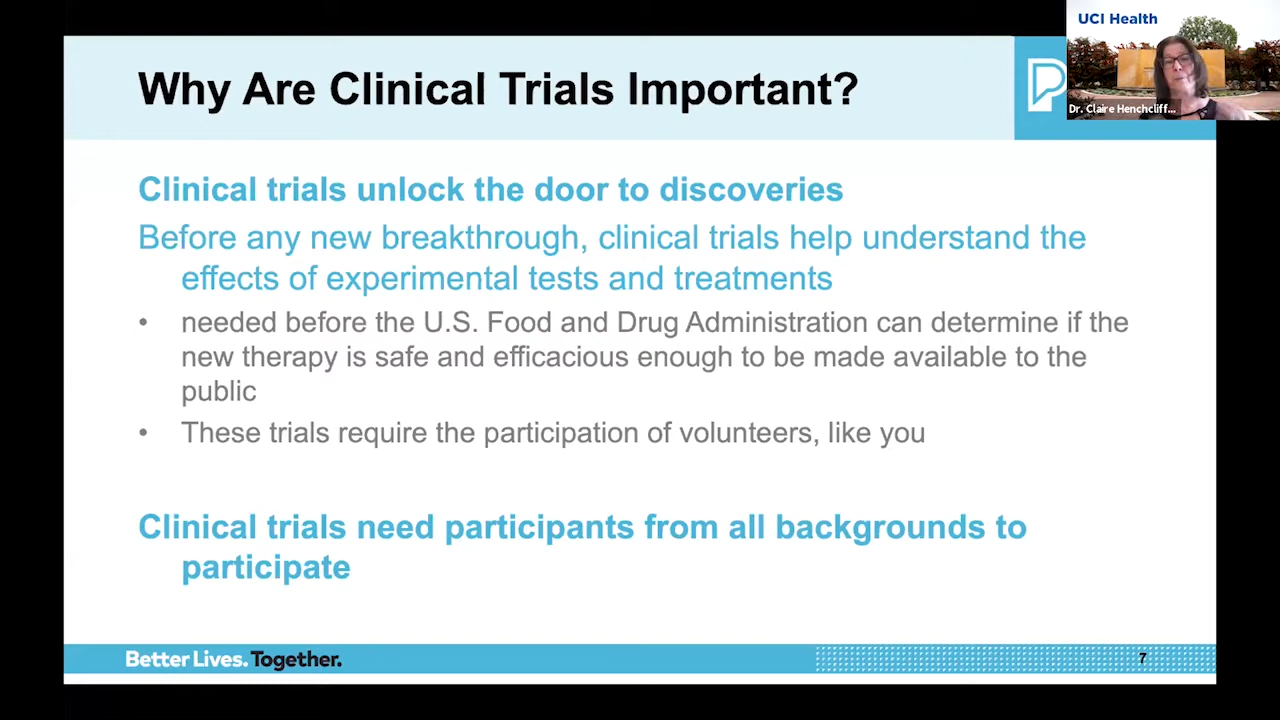 UCI Health
Why Are Clinical Trials Important?
P
Dr. Claire Henchcliff...
Clinical trials unlock the door to discoveries
Before any new breakthrough, clinical trials help understand the
effects of experimental tests and treatments
• needed before the U.S. Food and Drug Administration can determine if the
new therapy is safe and efficacious enough to be made available to the
public
• These trials require the participation of volunteers, like you
Clinical trials need participants from all backgrounds to
participate
Better Lives. Together.
7